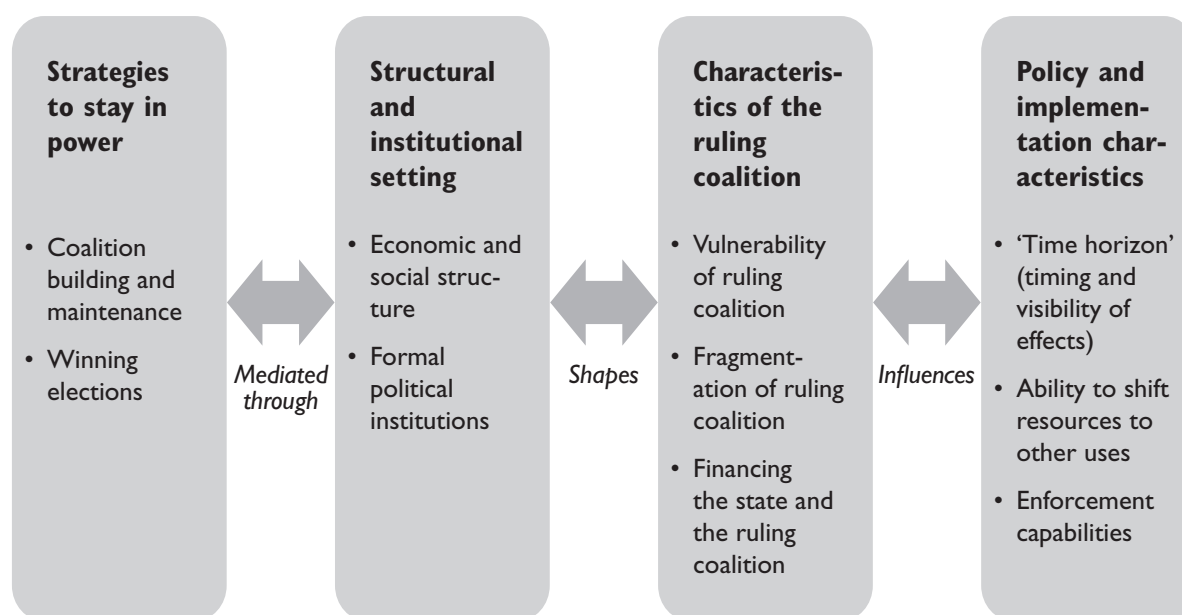 Strategies
to stay in
power
• Coalition
building and
maintenance
• Winning
elections
Mediated
through
Structural
and
institutional
setting
• Economic and
social struc-
ture
• Formal
political
institutions
Shapes
Characteris-
tics of the
ruling
coalition
• Vulnerability
of ruling
coalition
• Fragment-
ation of ruling
coalition
• Financing
the state and
the ruling
coalition
Influences
Policy and
implemen-
tation char-
acteristics
• ‘Time horizon’
(timing and
visibility of
effects)
• Ability to shift
resources to
other uses
• Enforcement
capabilities